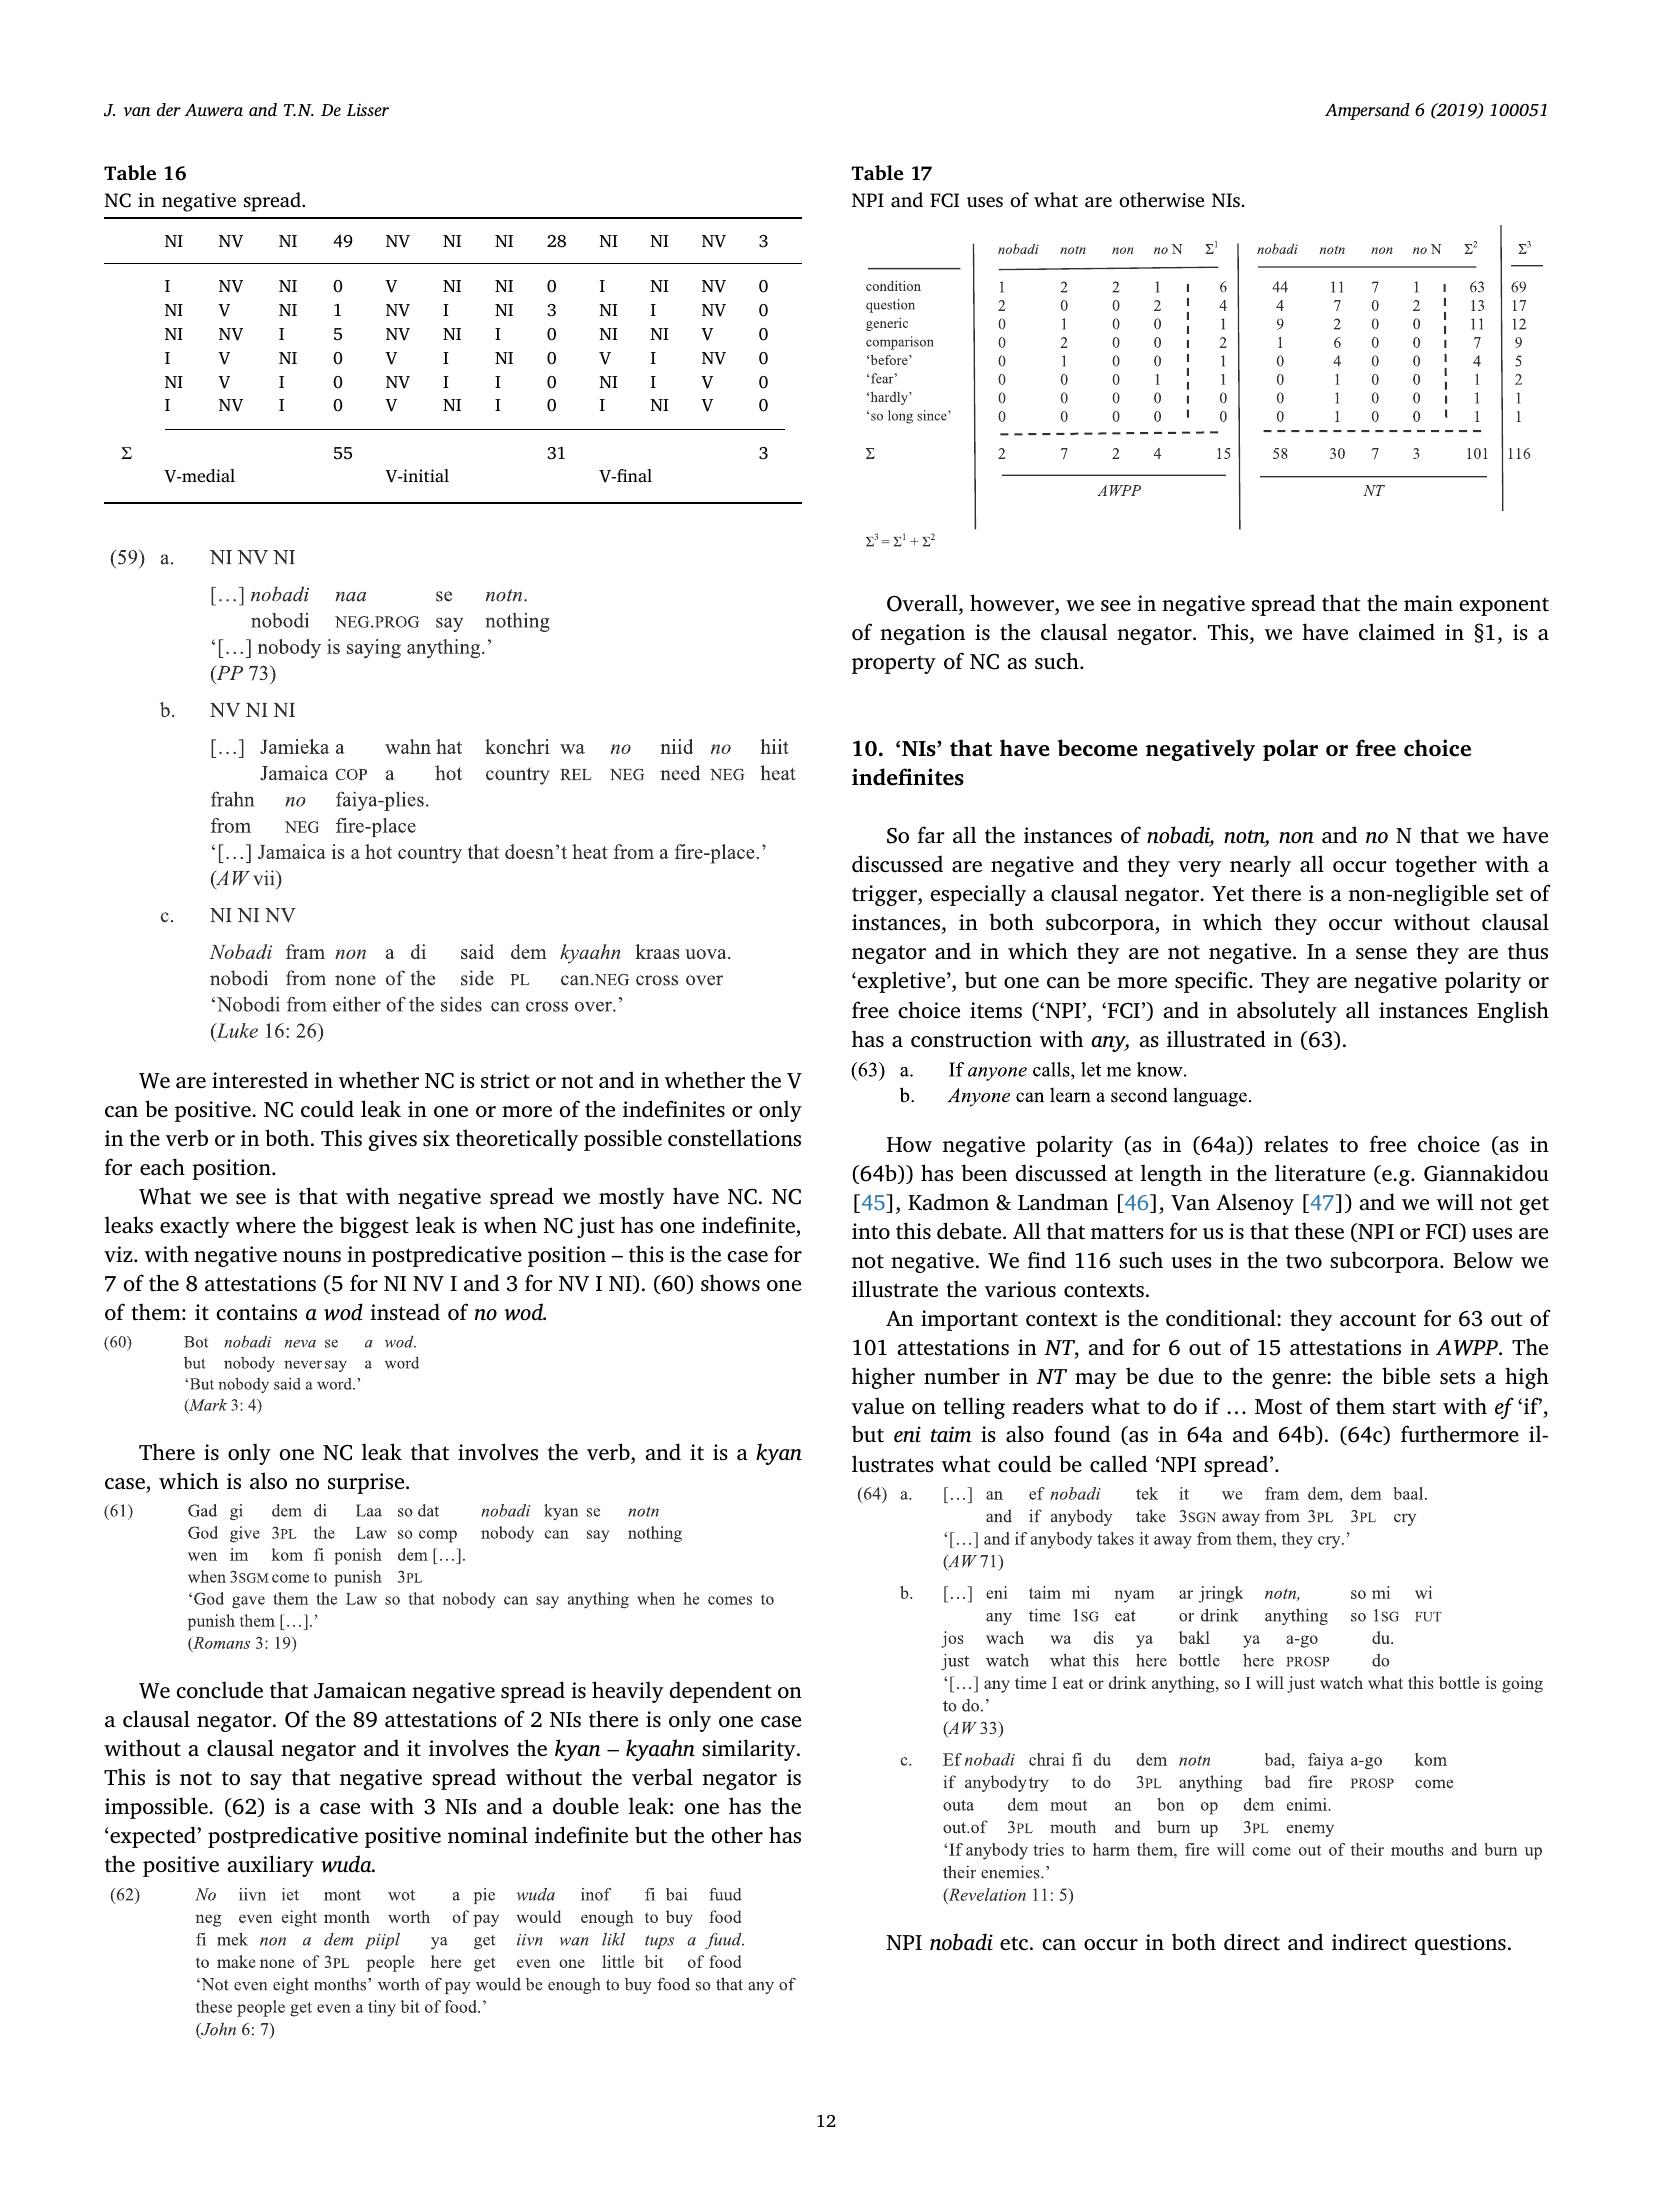 J. van der Auwera and T.N. De Lisser
Ampersand 6 (2019) 100051
Table 16
NC in negative spread.
NI NV NI 49 NV NI NI 28 NI NI NV 3
I NV NI 0 V NI NI 0 I NI NV 0
NI V NI 1 NV I NI 3 NI I NV 0
NI NV I 5 NV NI I 0 NI NI V 0
I V NI 0 V I NI 0 V I NV 0
NI V I 0 NV I I 0 NI I V 0
I NV I 0 V NI I 0 I NI V 0
Σ 55 31 3
V-medial V-initial V-final
(59) a. NI NV NI
[…] nobadi naa se notn.
nobodi NEG.PROG say nothing
‘[…] nobody is saying anything.’
(PP 73)
b. NV NI NI
[…] Jamieka a wahn hat konchri wa no niid no hiit
Jamaica COP a hot country REL NEG need NEG heat
frahn no faiya-plies.
from NEG fire-place
‘[…] Jamaica is a hot country that doesn’t heat from a fire-place.’
(AW vii)
c. NI NI NV
Nobadi fram non a di said dem kyaahn kraas uova.
nobodi from none of the side PL can.NEG cross over
‘Nobodi from either of the sides can cross over.’
(Luke 16: 26)
We are interested in whether NC is strict or not and in whether the V
can be positive. NC could leak in one or more of the indefinites or only
in the verb or in both. This gives six theoretically possible constellations
for each position.
What we see is that with negative spread we mostly have NC. NC
leaks exactly where the biggest leak is when NC just has one indefinite,
viz. with negative nouns in postpredicative position – this is the case for
7 of the 8 attestations (5 for NI NV I and 3 for NV I NI). (60) shows one
of them: it contains a wod instead of no wod.
(60) Bot nobadi neva se a wod.
but nobody never say a word
‘But nobody said a word.’
(Mark 3: 4)
There is only one NC leak that involves the verb, and it is a kyan
case, which is also no surprise.
(61) Gad gi dem di Laa so dat nobadi kyan se notn
God give 3PL the Law so comp nobody can say nothing
wen im kom fi ponish dem […].
when 3SGM come to punish 3PL
‘God gave them the Law so that nobody can say anything when he comes to
punish them […].’
(Romans 3: 19)
We conclude that Jamaican negative spread is heavily dependent on
a clausal negator. Of the 89 attestations of 2 NIs there is only one case
without a clausal negator and it involves the kyan – kyaahn similarity.
This is not to say that negative spread without the verbal negator is
impossible. (62) is a case with 3 NIs and a double leak: one has the
‘expected’ postpredicative positive nominal indefinite but the other has
the positive auxiliary wuda.
(62) No iivn iet mont wot a pie wuda inof fi bai fuud
neg even eight month worth of pay would enough to buy food
fi mek non a dem piipl ya get iivn wan likl tups a fuud.
to make none of 3PL people here get even one little bit of food
‘Not even eight months’ worth of pay would be enough to buy food so that any of
these people get even a tiny bit of food.’
(John 6: 7)
Table 17
NPI and FCI uses of what are otherwise NIs.
nobadi notn non no N Σ1 nobadi notn non no N Σ2 Σ3
condition 1 2 2 1 6 44 11 7 1 63 69
question 2 0 0 2 4 4 7 0 2 13 17
generic 0 1 0 0 1 9 2 0 0 11 12
comparison 0 2 0 0 2 1 6 0 0 7 9
‘before’ 0 1 0 0 1 0 4 0 0 4 5
‘fear’ 0 0 0 1 1 0 1 0 0 1 2
‘hardly’ 0 0 0 0 0 0 1 0 0 1 1
‘so long since’ 0 0 0 0 0 0 1 0 0 1 1
Σ 2 7 2 4 15 58 30 7 3 101 116
AWPP NT
Σ3 = Σ1 + Σ2
Overall, however, we see in negative spread that the main exponent
of negation is the clausal negator. This, we have claimed in §1, is a
property of NC as such.
10. ‘NIs’ that have become negatively polar or free choice
indefinites
So far all the instances of nobadi, notn, non and no N that we have
discussed are negative and they very nearly all occur together with a
trigger, especially a clausal negator. Yet there is a non-negligible set of
instances, in both subcorpora, in which they occur without clausal
negator and in which they are not negative. In a sense they are thus
‘expletive’, but one can be more specific. They are negative polarity or
free choice items (‘NPI’, ‘FCI’) and in absolutely all instances English
has a construction with any, as illustrated in (63).
(63) a. If anyone calls, let me know.
b. Anyone can learn a second language.
How negative polarity (as in (64a)) relates to free choice (as in
(64b)) has been discussed at length in the literature (e.g. Giannakidou
[45], Kadmon & Landman [46], Van Alsenoy [47]) and we will not get
into this debate. All that matters for us is that these (NPI or FCI) uses are
not negative. We find 116 such uses in the two subcorpora. Below we
illustrate the various contexts.
An important context is the conditional: they account for 63 out of
101 attestations in NT, and for 6 out of 15 attestations in AWPP. The
higher number in NT may be due to the genre: the bible sets a high
value on telling readers what to do if … Most of them start with ef ‘if’,
but eni taim is also found (as in 64a and 64b). (64c) furthermore il-
lustrates what could be called ‘NPI spread’.
(64) a. […] an ef nobadi tek it we fram dem, dem baal.
and if anybody take 3SGN away from 3PL 3PL cry
‘[…] and if anybody takes it away from them, they cry.’
(AW 71)
b. […] eni taim mi nyam ar jringk notn, so mi wi
any time 1SG eat or drink anything so 1SG FUT
jos wach wa dis ya bakl ya a-go du.
just watch what this here bottle here PROSP do
‘[…] any time I eat or drink anything, so I will just watch what this bottle is going
to do.’
(AW 33)
c. Ef nobadi chrai fi du dem notn bad, faiya a-go kom
if anybody try to do 3PL anything bad fire PROSP come
outa dem mout an bon op dem enimi.
out.of 3PL mouth and burn up 3PL enemy
‘If anybody tries to harm them, fire will come out of their mouths and burn up
their enemies.’
(Revelation 11: 5)
NPI nobadi etc. can occur in both direct and indirect questions.
12